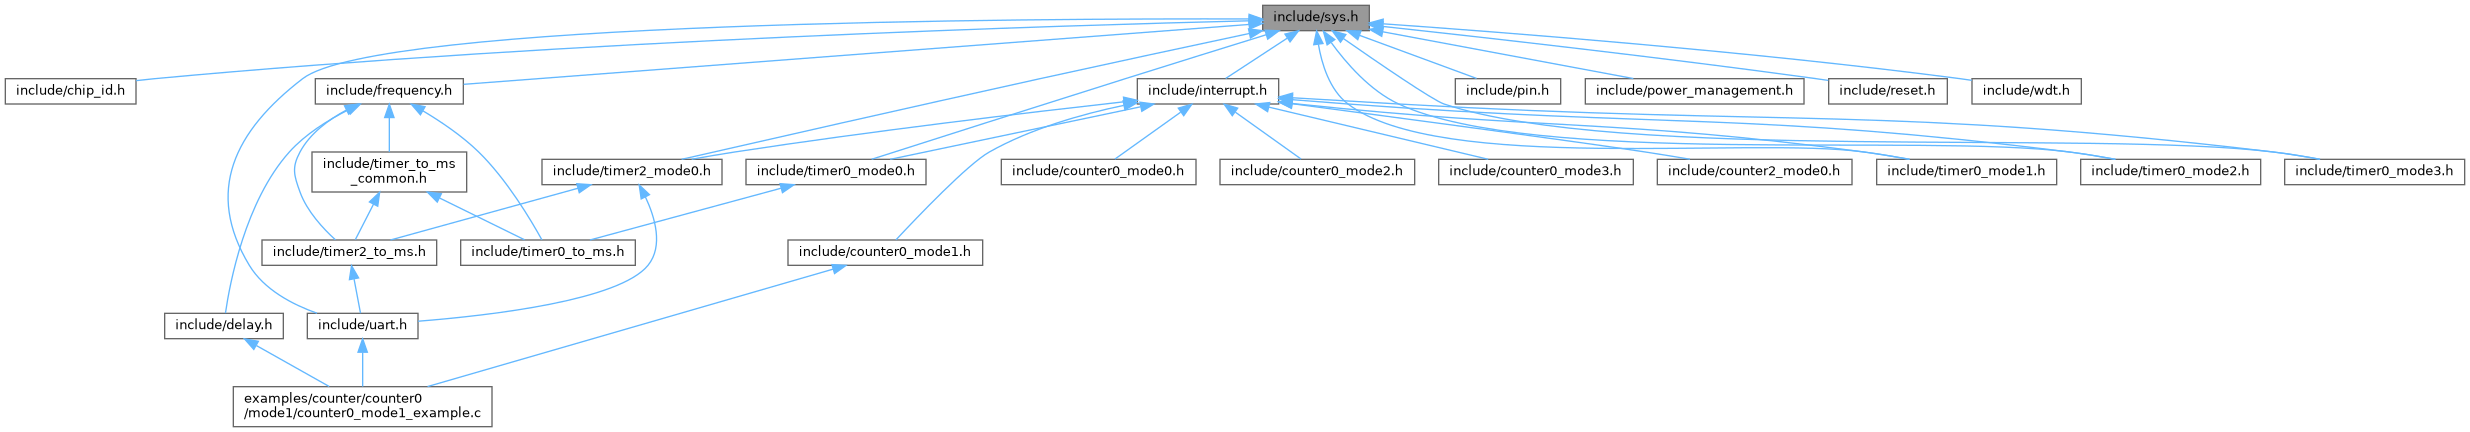 include/sys.h
include/chip_id.h
include/frequency.h
include/interrupt.h
include/pin.h
include/power_management.h
include/reset.h
include/wdt.h
include/timer_to_ms
_common.h
include/timer2_mode0.h
include/timer0_mode0.h
include/counter0_mode0.h
include/counter0_mode2.h
include/counter0_mode3.h
include/counter2_mode0.h
include/timer0_mode1.h
include/timer0_mode2.h
include/timer0_mode3.h
include/timer2_to_ms.h
include/timer0_to_ms.h
include/counter0_mode1.h
include/delay.h
include/uart.h
examples/counter/counter0
/mode1/counter0_mode1_example.c